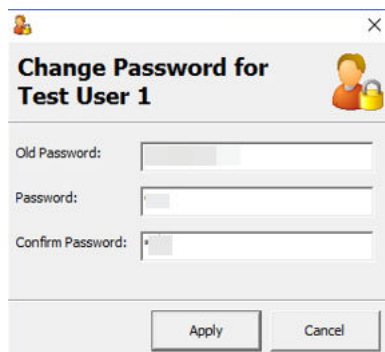 Change Password for
Test User 1
Old Password:
Password:
Confirm Password:
Apply
Cancel